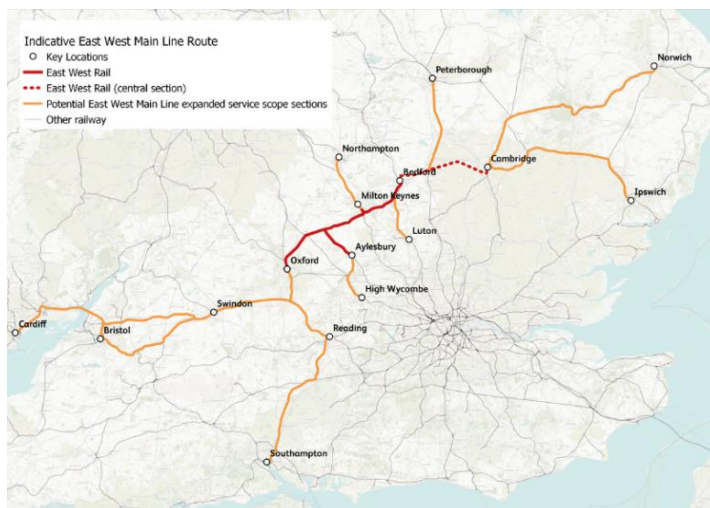 Indicative East West Main Line Route
Key Locations
East West Rail
East West Rail (central section)
Potential East West Main Line expanded service scope sections
Other railway
Norwich
Peterborough
Northampton
Cambridge
Bedford
Milton Keynes
Ipswich
Luton
Aylesbury
Oxford
High Wycombe
Swindon
Cardiff
Bristol
Reading
Southampton